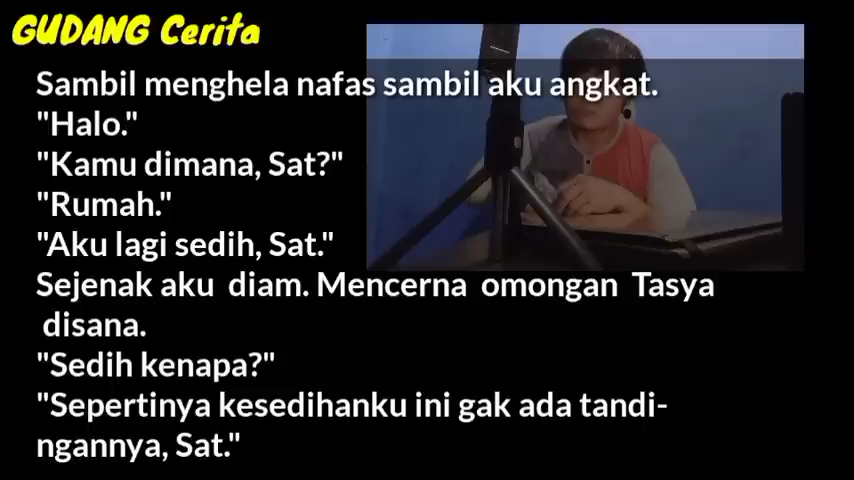 GUDANG Cerita
Sambil menghela nafas sambil aku angkat.
"Halo."
"Kamu dimana, Sat?"
"Rumah."
"Aku lagi sedih, Sat."
Sejenak aku diam. Mencerna omongan Tasya
disana.
"Sedih kenapa?"
"Sepertinya kesedihanku ini gak ada tandi-
ngannya, Sat."